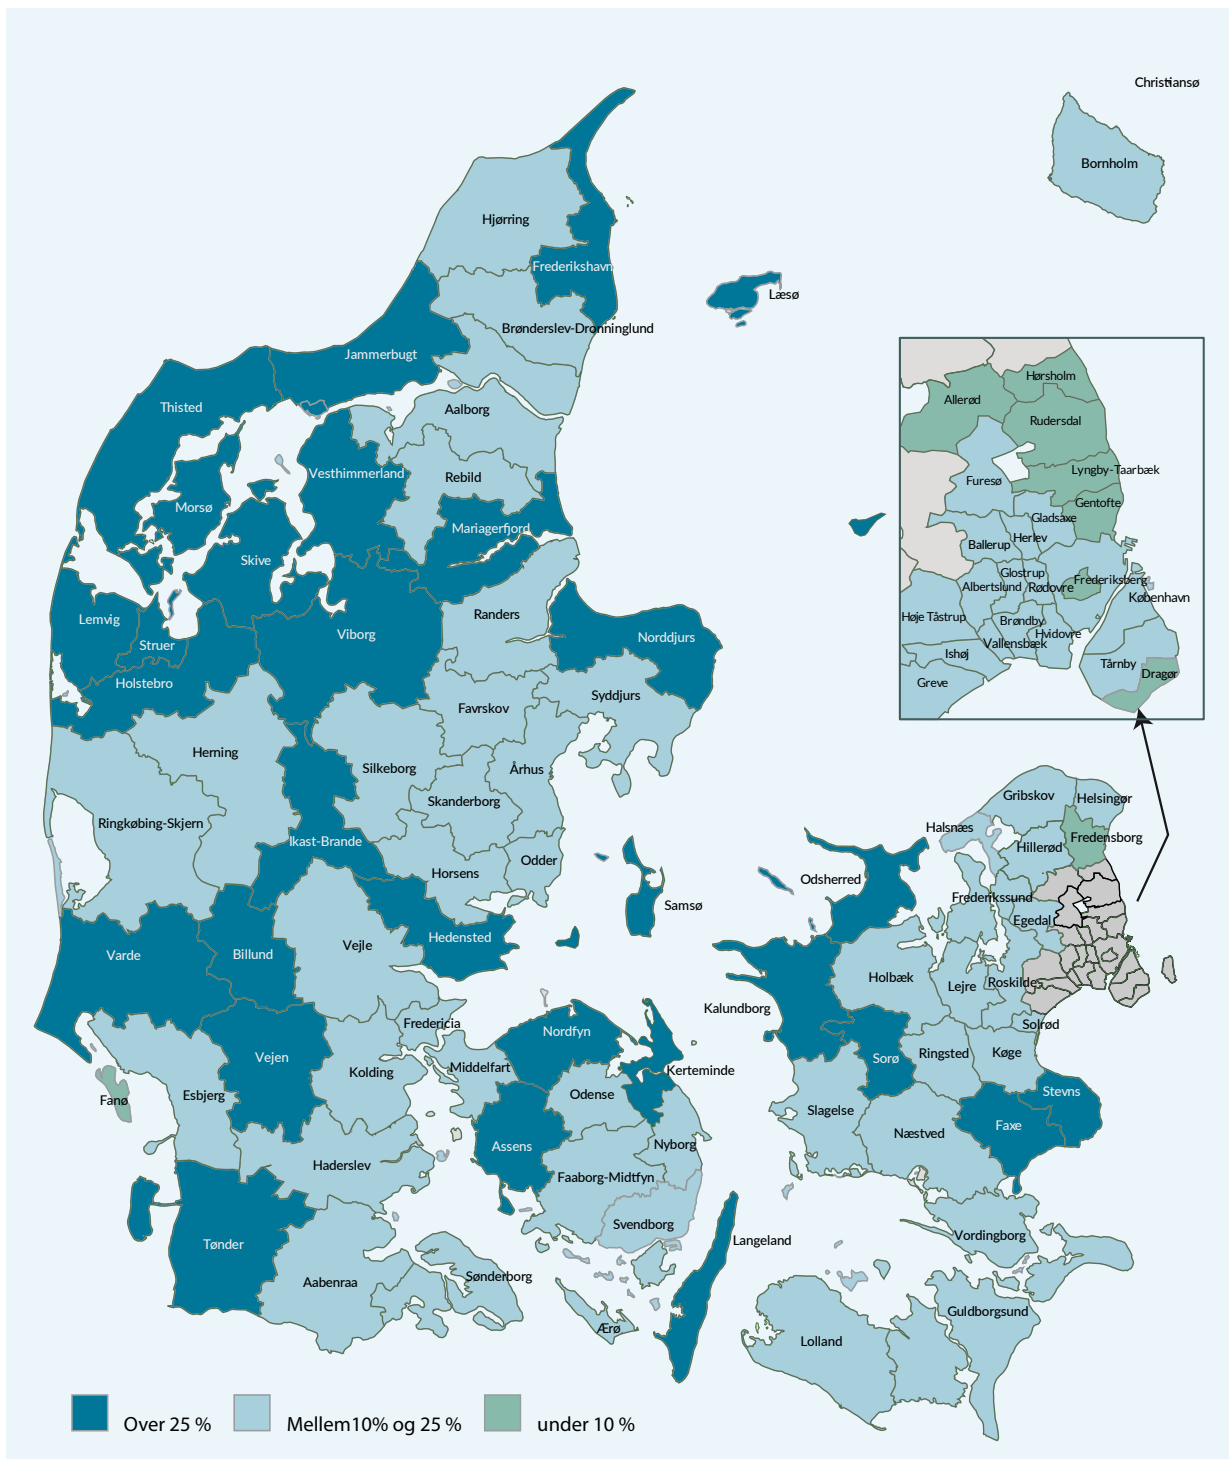 Christiansø
Bornholm
Hjørring
Frederikshavn
Læsø
Brønderslev-Dronninglund
Jammerbugt
Thisted
Aalborg
Vesthimmerland
Rebild
Morsø
Mariagerfjord
Skive
Lemvig
Randers
Viborg
Struer
Norddjurs
Holstebro
Syddjurs
Favrskov
Herning
Silkeborg
Århus
Skanderborg
Ringkøbing-Skjern
Ikast-Brande
Odder
Horsens
Samsø
Hedensted
Varde
Billund
Vejle
Fredericia
Nordfyn
Vejen
Kolding
Middelfart
Kerteminde
Fanø
Esbjerg
Odense
Assens
Nyborg
Haderslev
Faaborg-Midtfyn
Svendborg
Tønder
Langeland
Aabenraa
Sønderborg
Ærø
Hørsholm
Allerød
Rudersdal
Lyngby-Taarbæk
Furesø
Gentofte
Gladsaxe
Herlev
Ballerup
Glostrup
Frederiksberg
Albertslund
Rødovre
København
Høje Tåstrup
Brøndby
Hvidovre
Vallensbæk
Ishøj
Tårnby
Dragør
Greve
Gribskov
Helsingør
Halsnæs
Fredensborg
Hillerød
Odsherred
Frederikssund
Egedal
Holbæk
Lejre
Roskilde
Kalundborg
Solrød
Sorø
Ringsted
Køge
Stevns
Slagelse
Næstved
Faxe
Vordingborg
Guldborgsund
Lolland
Over 25 %
Mellem10% og 25 %
under 10 %